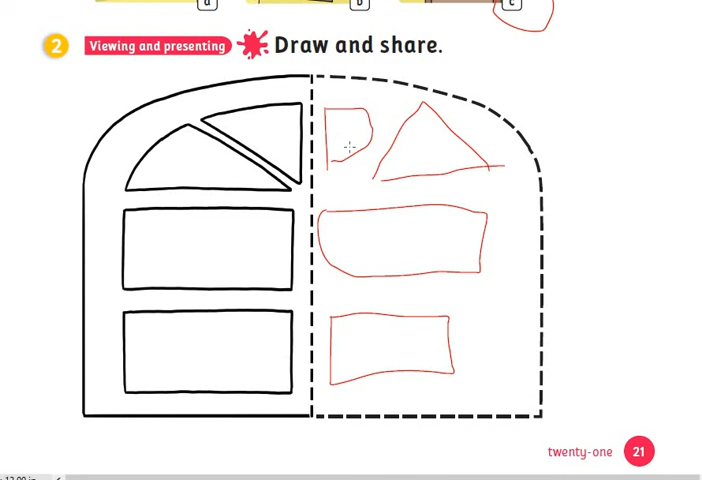 a b c
2 Viewing and presenting Draw and share.
twenty-one 21